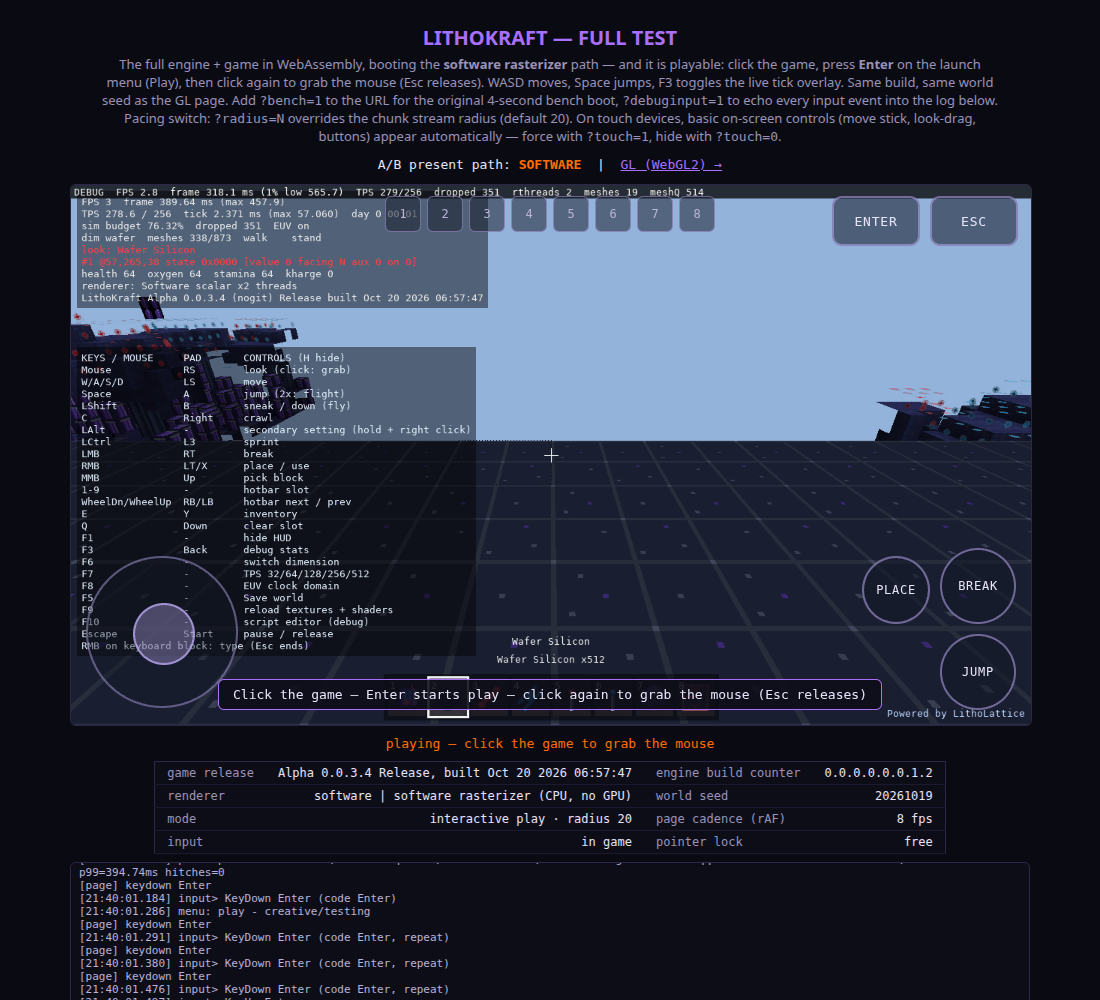 LITHOKRAFT — FULL TEST
The full engine + game in WebAssembly, booting the software rasterizer path — and it is playable: click the game, press Enter on the launch
menu (Play), then click again to grab the mouse (Esc releases). WASD moves, Space jumps, F3 toggles the live tick overlay. Same build, same world
seed as the GL page. Add ?bench=1 to the URL for the original 4-second bench boot, ?debuginput=1 to echo every input event into the log below.
Pacing switch: ?radius=N overrides the chunk stream radius (default 20). On touch devices, basic on-screen controls (move stick, look-drag,
buttons) appear automatically — force with ?touch=1, hide with ?touch=0.
A/B present path: SOFTWARE | GL (WebGL2) →
DEBUG FPS 2.8 frame 318.1 ms (1% low 565.7) TPS 279/256 dropped 351 rthreads 2 meshes 19 meshQ 514
FPS 3 frame 389.64 ms (max 457.9)
TPS 278.6 / 256 tick 2.371 ms (max 57.060) day 0 00:01
sim budget 76.32% dropped 351 EUV on
dim wafer meshes 338/873 walk stand
look: Wafer Silicon
#1 @57,265,38 state 0x0000 [value 0 facing N aux 0 on 0]
health 64 oxygen 64 stamina 64 kharge 0
renderer: Software scalar x2 threads
LithoKraft Alpha 0.0.3.4 (nogit) Release built Oct 20 2026 06:57:47
1 2 3 4 5 6 7 8
ENTER ESC
KEYS / MOUSE PAD CONTROLS (H hide)
Mouse RS look (click: grab)
W/A/S/D LS move
Space A jump (2x: flight)
LShift B sneak / down (fly)
C Right crawl
LAlt - secondary setting (hold + right click)
LCtrl L3 sprint
LMB RT break
RMB LT/X place / use
MMB Up pick block
1-9 - hotbar slot
WheelDn/WheelUp RB/LB hotbar next / prev
E Y inventory
Q Down clear slot
F1 - hide HUD
F3 Back debug stats
F6 - switch dimension
F7 - TPS 32/64/128/256/512
F8 - EUV clock domain
F5 - Save world
F9 - reload textures + shaders
F10 - script editor (debug)
Escape Start pause / release
RMB on keyboard block: type (Esc ends)
PLACE BREAK
JUMP
Wafer Silicon
Wafer Silicon x512
Click the game — Enter starts play — click again to grab the mouse (Esc releases)
Powered by LithoLattice
playing — click the game to grab the mouse
game release Alpha 0.0.3.4 Release, built Oct 20 2026 06:57:47 engine build counter 0.0.0.0.0.0.1.2
renderer software | software rasterizer (CPU, no GPU) world seed 20261019
mode interactive play · radius 20 page cadence (rAF) 8 fps
input in game pointer lock free
p99=394.74ms hitches=0
[page] keydown Enter
[21:40:01.184] input> KeyDown Enter (code Enter)
[21:40:01.286] menu: play - creative/testing
[page] keydown Enter
[21:40:01.291] input> KeyDown Enter (code Enter, repeat)
[page] keydown Enter
[21:40:01.380] input> KeyDown Enter (code Enter, repeat)
[page] keydown Enter
[21:40:01.476] input> KeyDown Enter (code Enter, repeat)